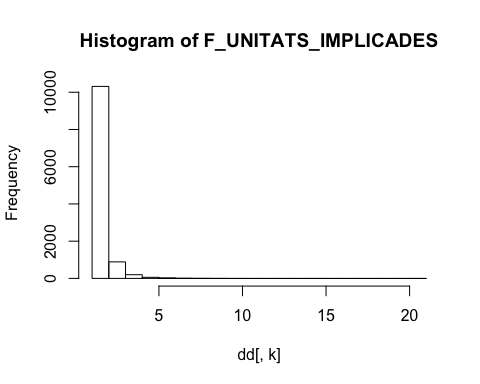 Histogram of F_UNITATS_IMPLICADES
Frequency
10000
6000
2000
0
5
10
15
20
dd[, k]